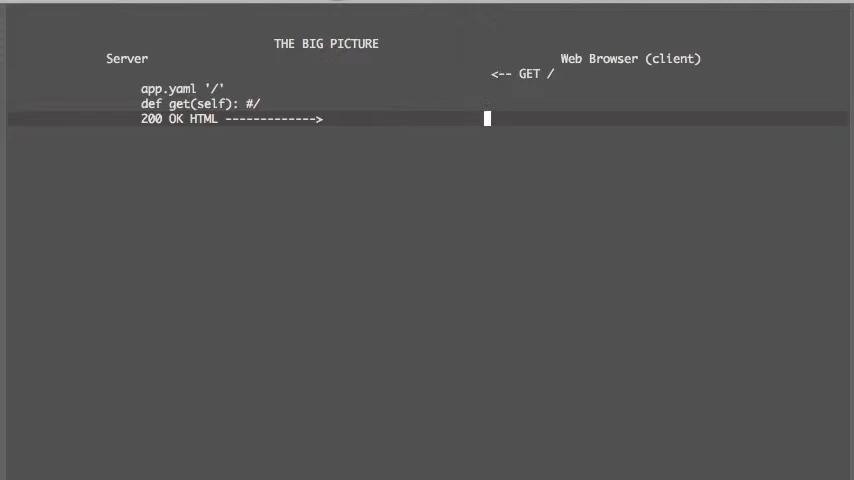 THE BIG PICTURE
Server Web Browser (client)
<-- GET /
app.yaml '/'
def get(self): #/
200 OK HTML ------------->